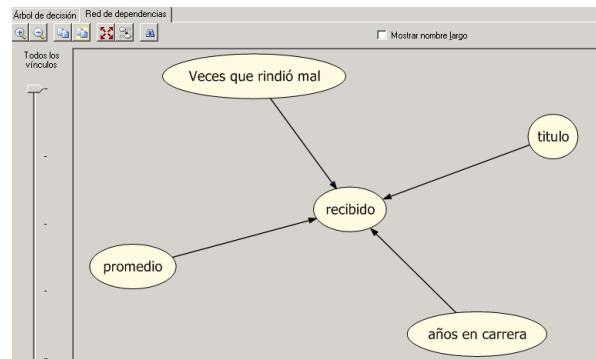 Árbol de decisión Red de dependencias
Mostrar nombre largo
Todos los
vínculos
Veces que rindió mal
titulo
recibido
promedio
años en carrera